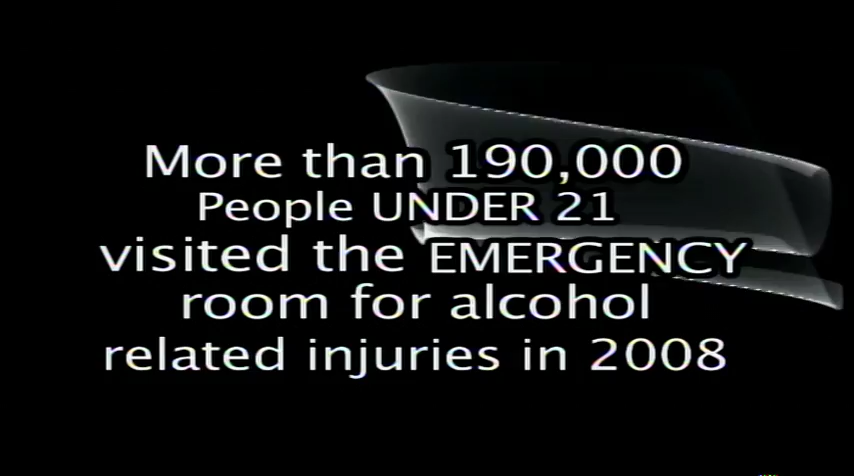 More than 190,000
People UNDER 21
visited the EMERGENCY
room for alcohol
related injuries in 2008